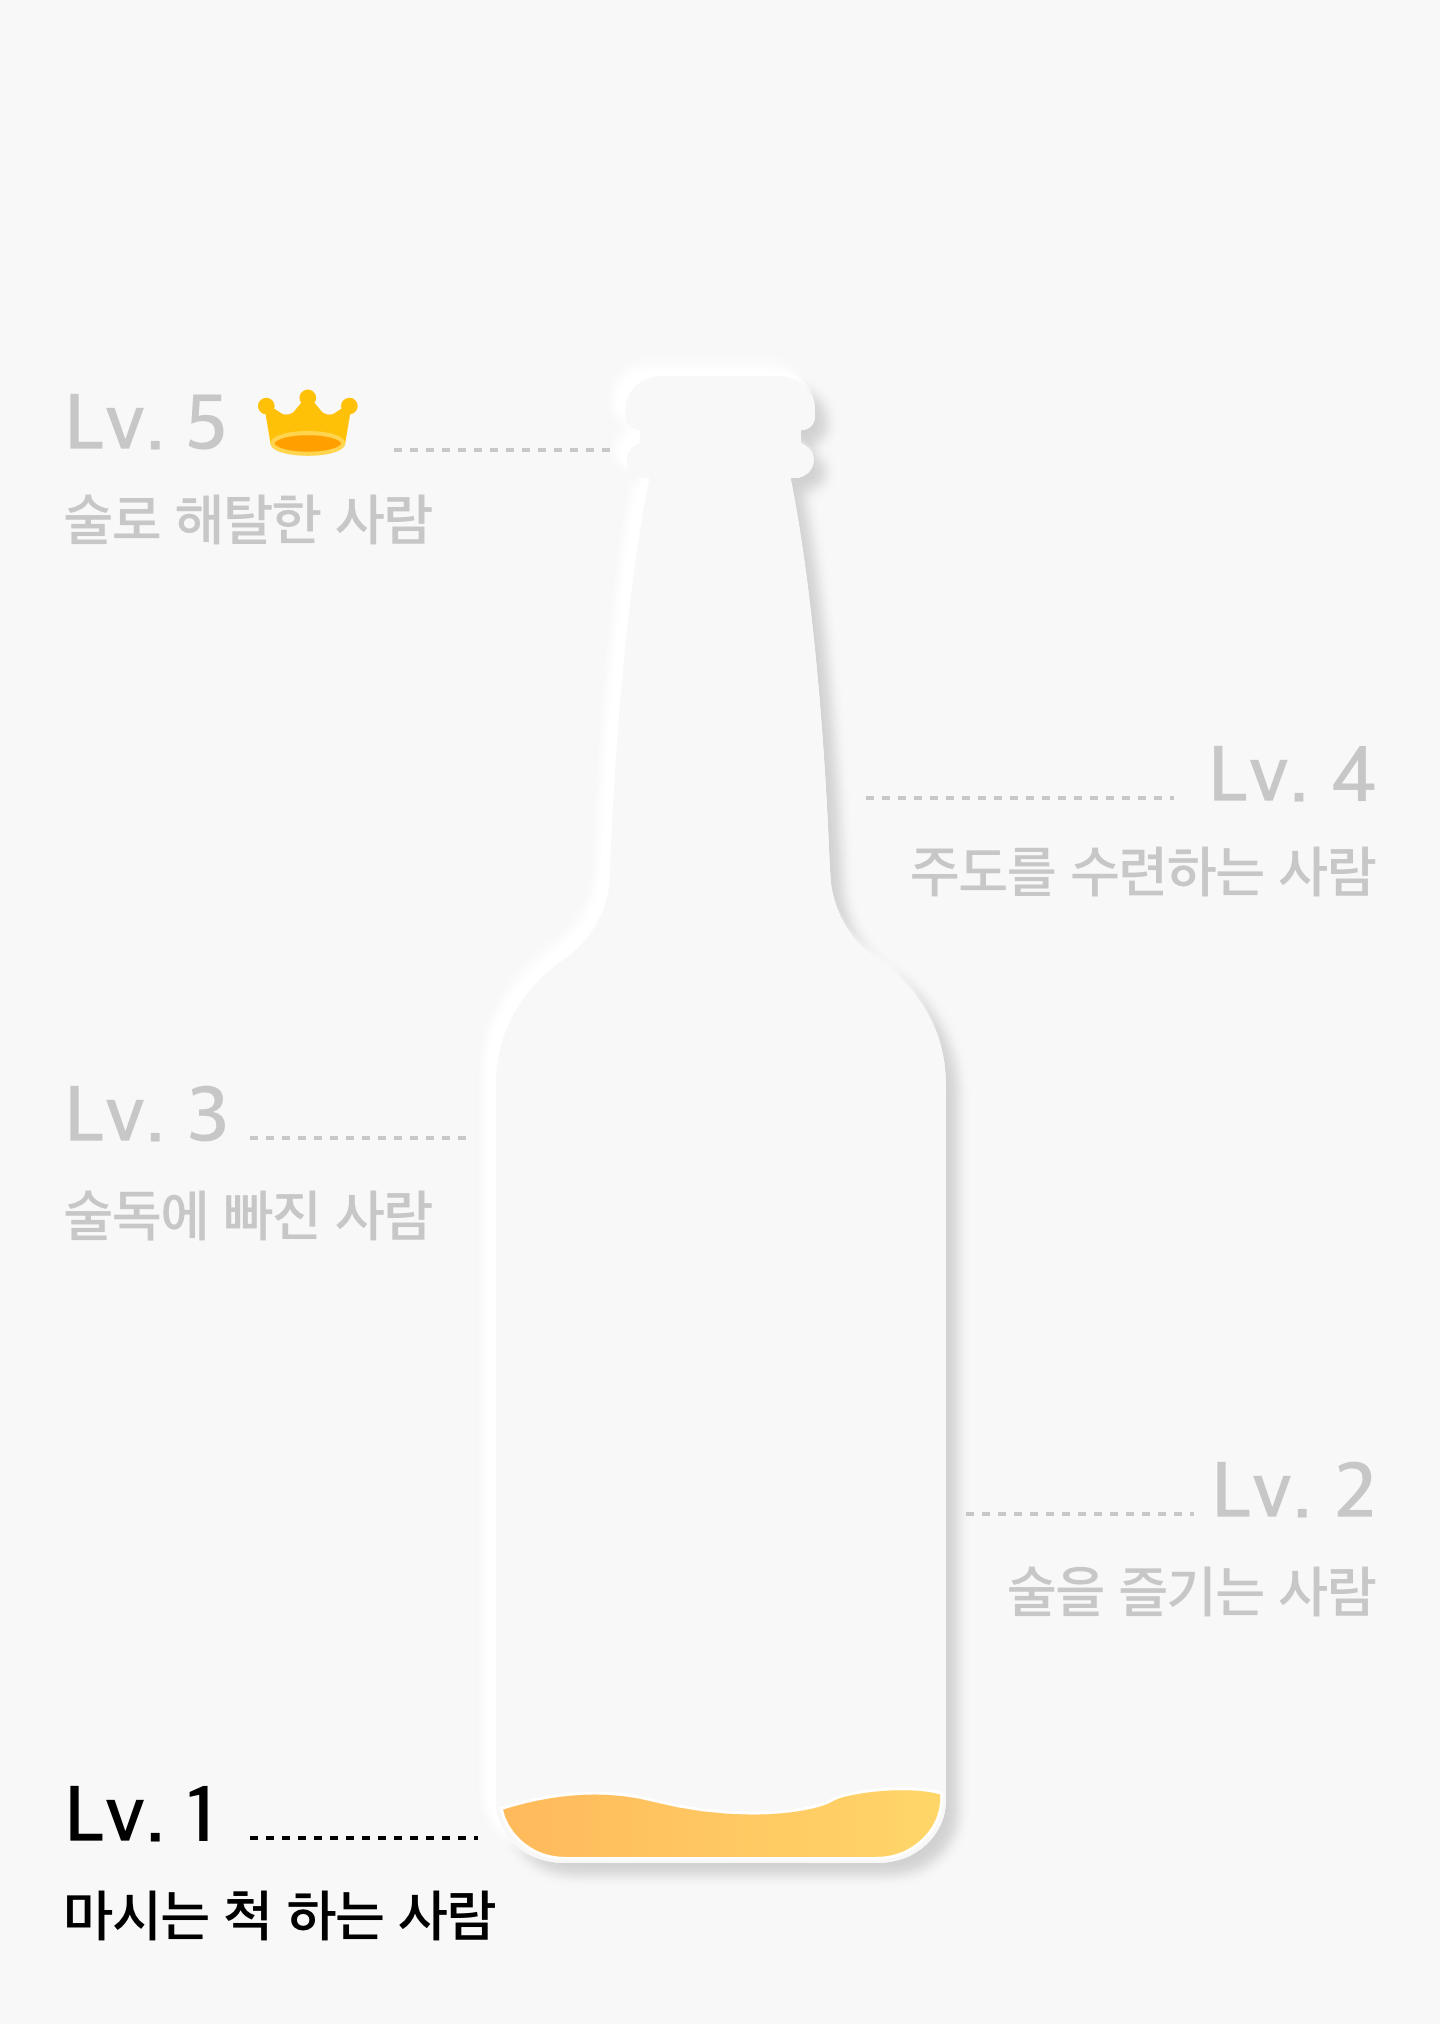 Lv. 5
술로 해탈한 사람
Lv. 4
주도를 수련하는 사람
Lv. 3
술독에 빠진 사람
Lv. 2
술을 즐기는 사람
Lv. 1
마시는 척 하는 사람